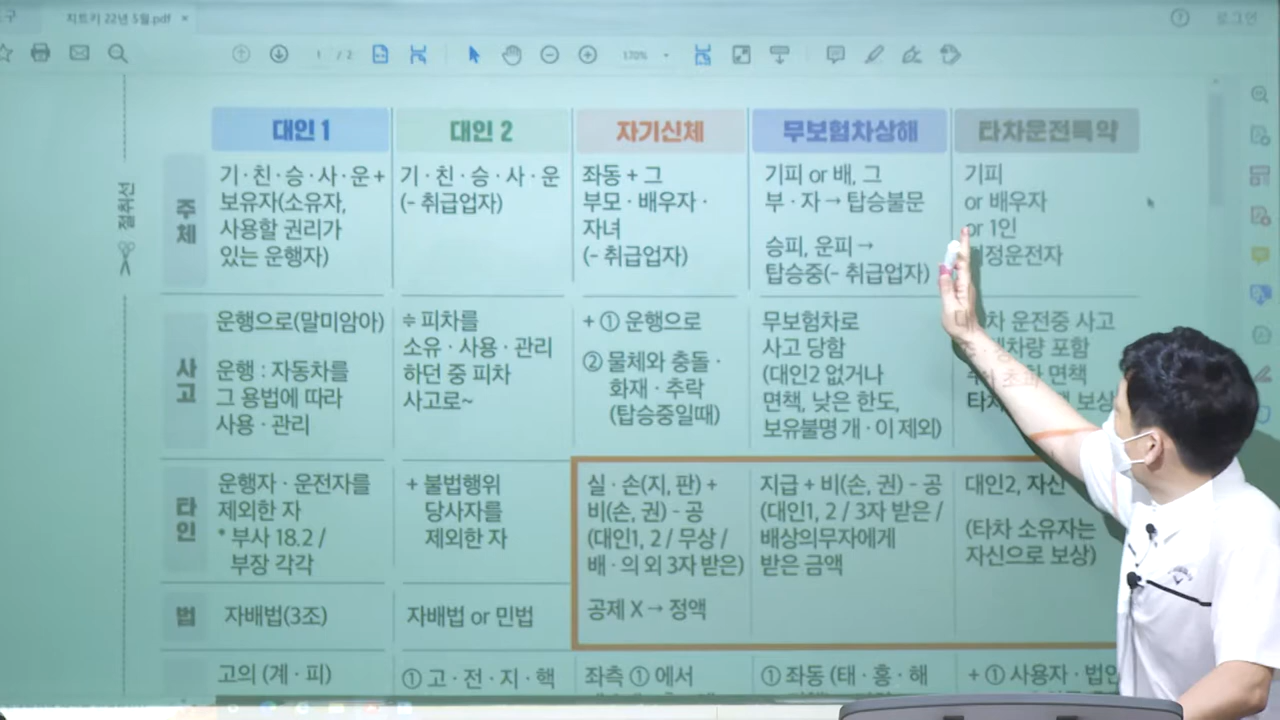 치트키 22년 5월.pdf ×
로그인
1 / 2
170%
대인 1
대인 2
자기신체
무보험차상해
타차운전특약
절취선
주체
기 · 친 · 승 · 사 · 운 +
보유자(소유자,
사용할 권리가
있는 운행자)
기 · 친 · 승 · 사 · 운
(- 취급업자)
좌동 + 그
부모 · 배우자 ·
자녀
(- 취급업자)
기피 or 배, 그
부 · 자 → 탑승불문
승피, 운피 →
탑승중(- 취급업자)
기피
or 배우자
or 1인
정운전자
사고
운행으로(말미암아)
운행 : 자동차를
그 용법에 따라
사용 · 관리
÷ 피차를
소유 · 사용 · 관리
하던 중 피차
사고로~
+ ① 운행으로
② 물체와 충돌 ·
화재 · 추락
(탑승중일때)
무보험차로
사고 당함
(대인2 없거나
면책, 낮은 한도,
보유불명 개 · 이 제외)
차 운전중 사고
차량 포함
면책
타차 보상
타인
운행자 · 운전자를
제외한 자
* 부사 18.2 /
부장 각각
+ 불법행위
당사자를
제외한 자
실 · 손(지, 판) +
비(손, 권) - 공
(대인1, 2 / 무상 /
배 · 의 외 3자 받은)
공제 X → 정액
지급 + 비(손, 권) - 공
(대인1, 2 / 3자 받은 /
배상의무자에게
받은 금액
대인2, 자신
(타차 소유자는
자신으로 보상)
법
자배법(3조)
자배법 or 민법
고의 (계 · 피)
① 고 · 전 · 지 · 핵
좌측 ① 에서
① 좌동 (태 · 홍 · 해
+ ① 사용자 · 법인